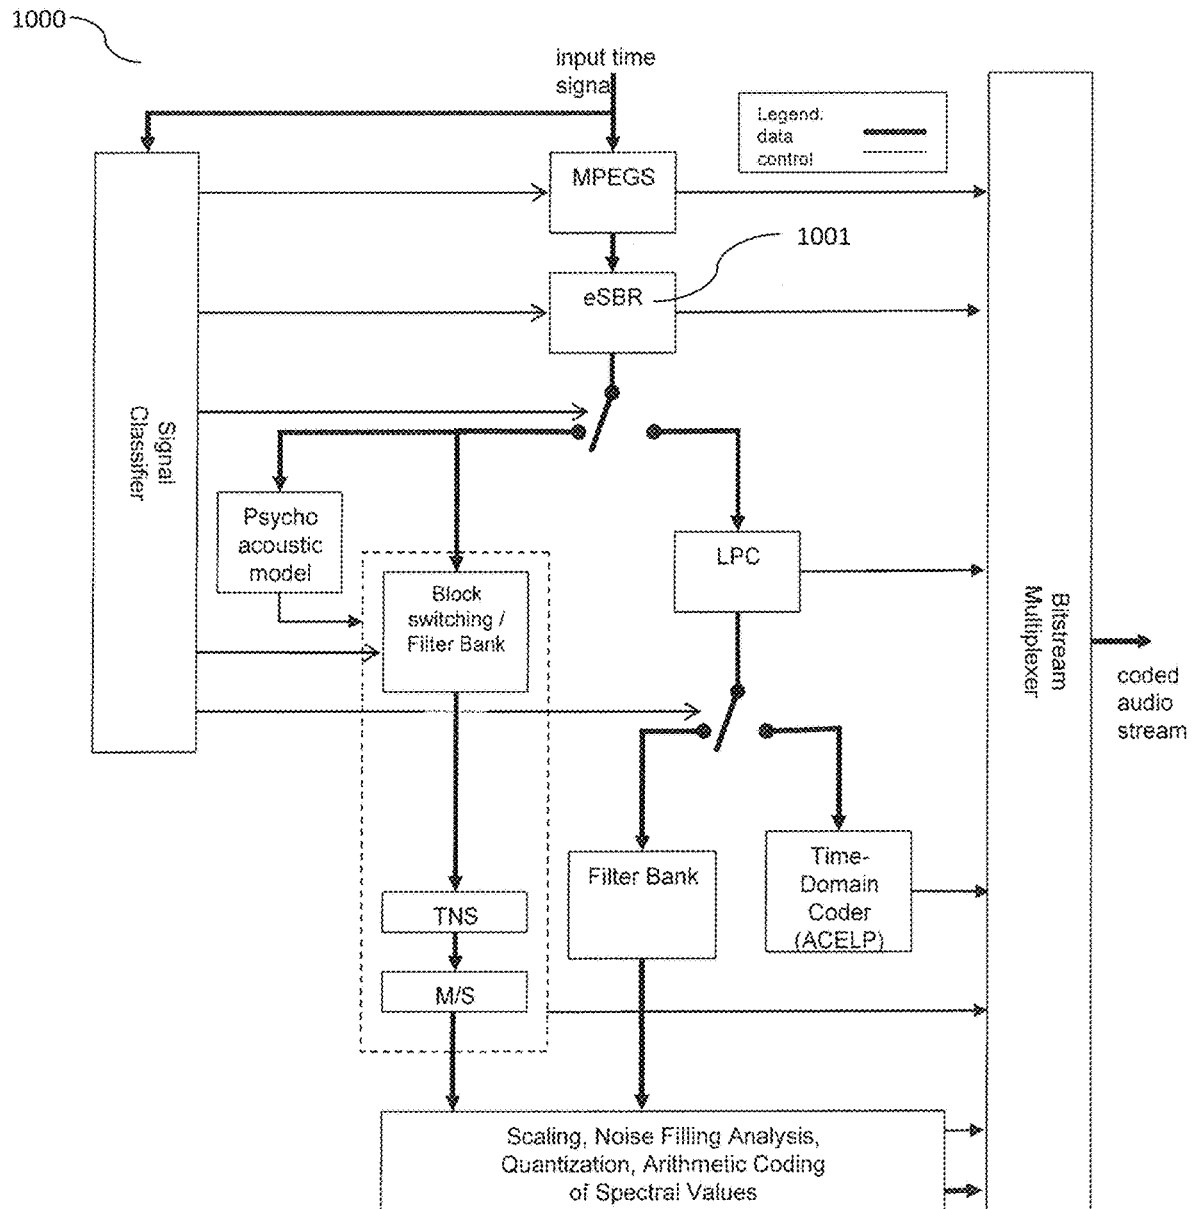 1000
input time
signal
Legend:
data
control
MPEGS
1001
eSBR
Signal
Classifier
Psycho
acoustic
model
LPC
Block
switching /
Filter Bank
Bitstream
Multiplexer
coded
audio
stream
Time-
Domain
Coder
(ACELP)
Filter Bank
TNS
M/S
Scaling, Noise Filling Analysis,
Quantization, Arithmetic Coding
of Spectral Values